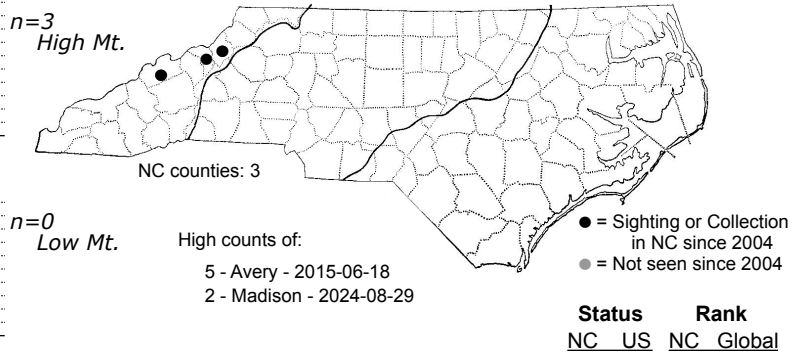 n=3
High Mt.
NC counties: 3
n=0
Low Mt.
High counts of:
5 - Avery - 2015-06-18
2 - Madison - 2024-08-29
● = Sighting or Collection
in NC since 2004
● = Not seen since 2004
Status Rank
NC US NC Global